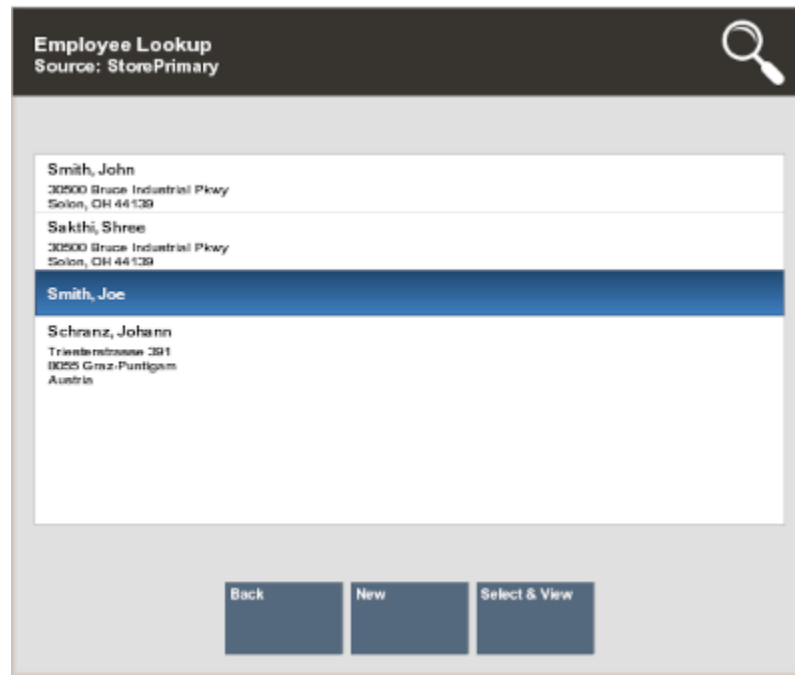 Employee Lookup
Source: StorePrimary
Smith, John
30500 Bruce Industrial Pkwy
Solon, OH 44139
Sakthi, Shree
30500 Bruce Industrial Pkwy
Solon, OH 44139
Smith, Joe
Schranz, Johann
Triesterstrasse 391
8055 Graz-Puntigam
Austria
Back
New
Select & View